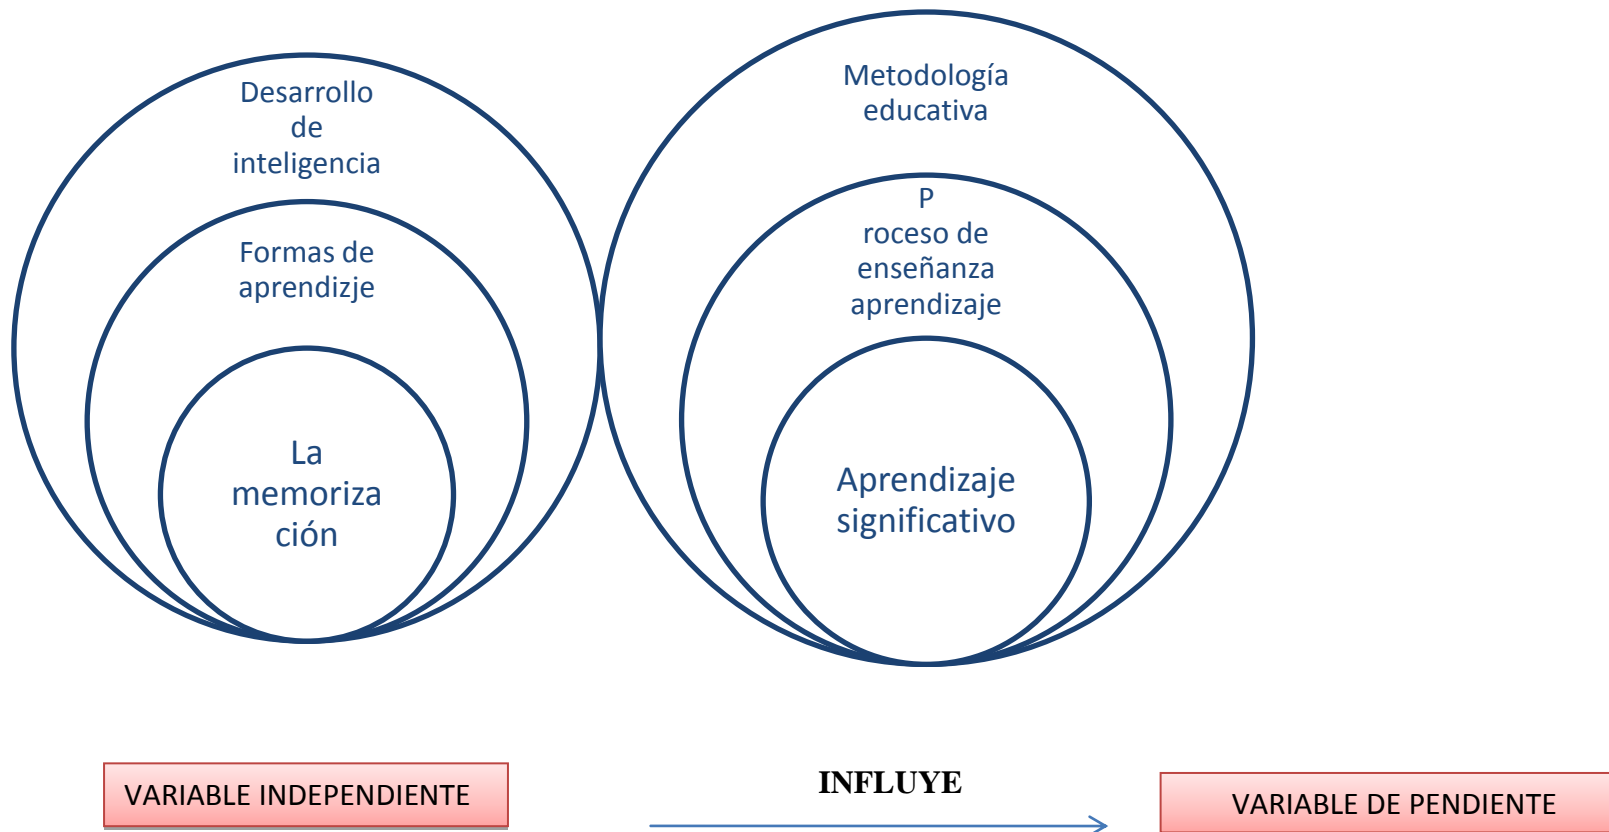 Desarrollo
de
inteligencia
Formas de
aprendizje
La
memoriza
ción
Metodología
educativa
P
roceso de
enseñanza
aprendizaje
Aprendizaje
significativo
VARIABLE INDEPENDIENTE
INFLUYE
VARIABLE DE PENDIENTE